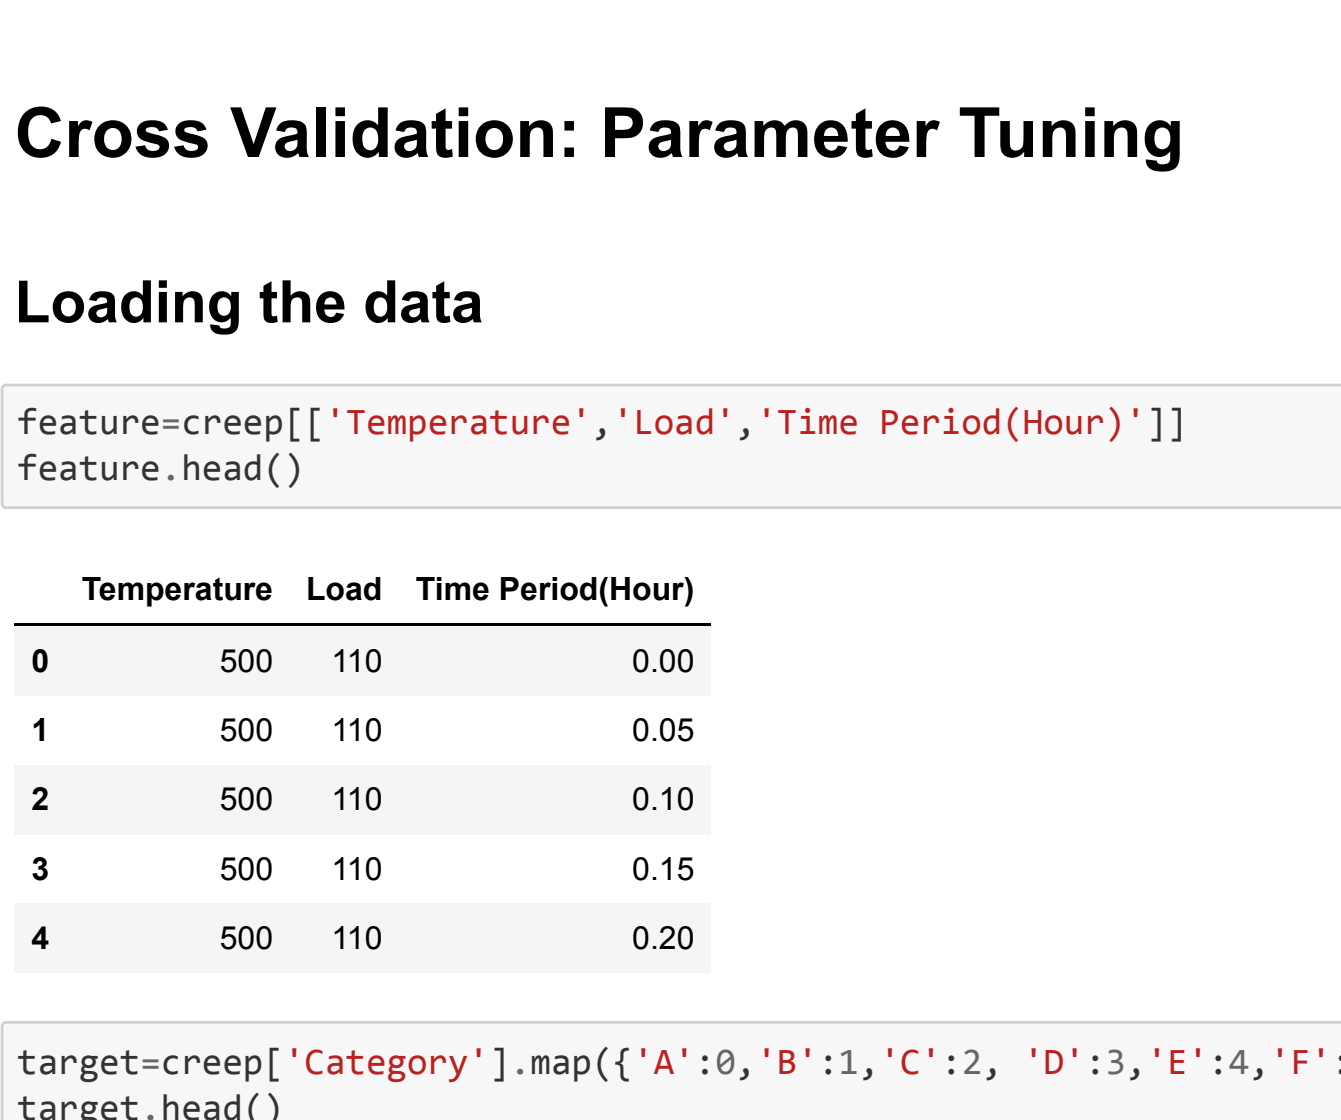 Cross Validation: Parameter Tuning
Loading the data
feature=creep[['Temperature','Load','Time Period(Hour)']]
feature.head()
Temperature Load Time Period(Hour)
0 500 110 0.00
1 500 110 0.05
2 500 110 0.10
3 500 110 0.15
4 500 110 0.20
target=creep['Category'].map({'A':0,'B':1,'C':2, 'D':3,'E':4,'F':
target.head()